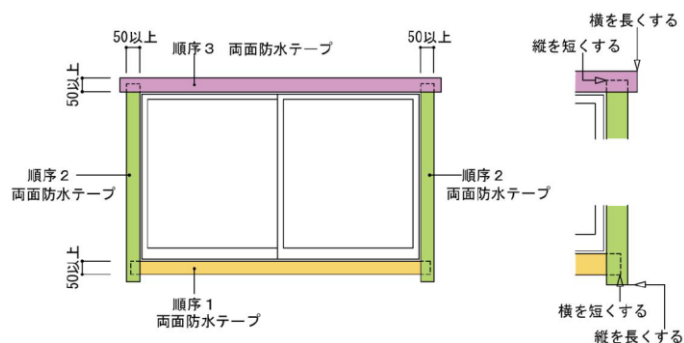 50以上
順序3 両面防水テープ
50以上
50以上
順序2
両面防水テープ
順序2
両面防水テープ
50以上
順序1
両面防水テープ
横を長くする
縦を短くする
横を短くする
縦を長くする